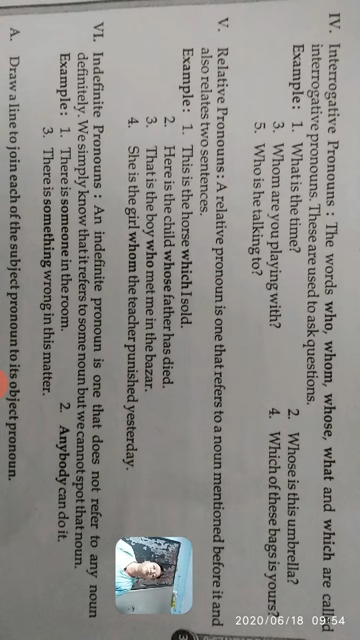 IV. Interrogative Pronouns : The words who, whom, whose, what and which are called
interrogative pronouns. These are used to ask questions.
Example : 1. What is the time? 2. Whose is this umbrella?
3. Whom are you playing with? 4. Which of these bags is yours?
5. Who is he talking to?
V. Relative Pronouns : A relative pronoun is one that refers to a noun mentioned before it and
also relates two sentences.
Example : 1. This is the horse which I sold.
2. Here is the child whose father has died.
3. That is the boy who met me in the bazar.
4. She is the girl whom the teacher punished yesterday.
VI. Indefinite Pronouns : An indefinite pronoun is one that does not refer to any noun
definitely. We simply know that it refers to some noun but we cannot spot that noun.
Example : 1. There is someone in the room. 2. Anybody can do it.
3. There is something wrong in this matter.
A. Draw a line to join each of the subject pronoun to its object pronoun.
2020/06/18 09:54